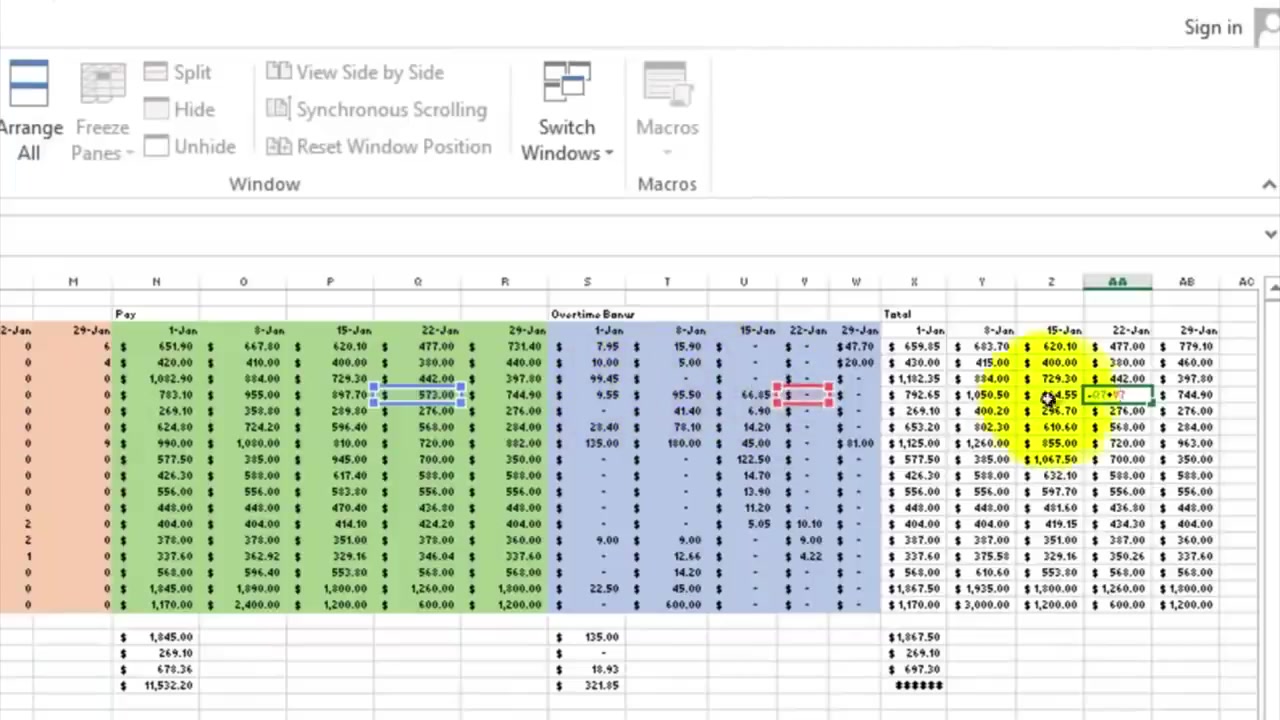 Sign in
Arrange All
Freeze Panes
Split
Hide
Unhide
View Side by Side
Synchronous Scrolling
Reset Window Position
Switch Windows
Macros
Window
Macros
M N O P Q R S T U V W X Y Z AA AB AC
Pay Overtime Bonus Total
2-Jan 29-Jan 1-Jan 8-Jan 15-Jan 22-Jan 29-Jan 1-Jan 8-Jan 15-Jan 22-Jan 29-Jan 1-Jan 8-Jan 15-Jan 22-Jan 29-Jan
0 6 $ 651.90 $ 667.80 $ 620.10 $ 477.00 $ 731.40 $ 7.95 $ 15.90 $ - $ - $47.70 $ 659.85 $ 683.70 $ 620.10 $ 477.00 $ 779.10
0 4 $ 420.00 $ 410.00 $ 400.00 $ 380.00 $ 440.00 $ 10.00 $ 5.00 $ - $ - $20.00 $ 430.00 $ 415.00 $ 400.00 $ 380.00 $ 460.00
0 0 $ 1,082.90 $ 884.00 $ 729.30 $ 442.00 $ 397.80 $ 99.45 $ - $ - $ - $ - $ 1,182.35 $ 884.00 $ 729.30 $ 442.00 $ 397.80
0 0 $ 783.10 $ 955.00 $ 897.70 $ 573.00 $ 744.90 $ 9.55 $ 95.50 $ 66.85 $ - $ - $ 792.65 $ 1,050.50 $ =Q7+V7 $ 744.90
0 0 $ 269.10 $ 358.80 $ 289.80 $ 276.00 $ 276.00 $ - $ 41.40 $ 6.90 $ - $ - $ 269.10 $ 400.20 $ 296.70 $ 276.00 $ 276.00
0 0 $ 624.80 $ 724.20 $ 596.40 $ 568.00 $ 284.00 $ 28.40 $ 78.10 $ 14.20 $ - $ - $ 653.20 $ 802.30 $ 610.60 $ 568.00 $ 284.00
0 9 $ 990.00 $ 1,080.00 $ 810.00 $ 720.00 $ 882.00 $ 135.00 $ 180.00 $ 45.00 $ - $ 81.00 $ 1,125.00 $ 1,260.00 $ 855.00 $ 720.00 $ 963.00
0 0 $ 577.50 $ 385.00 $ 945.00 $ 700.00 $ 350.00 $ - $ - $ 122.50 $ - $ - $ 577.50 $ 385.00 $ 1,067.50 $ 700.00 $ 350.00
0 0 $ 426.30 $ 588.00 $ 617.40 $ 588.00 $ 588.00 $ - $ - $ 14.70 $ - $ - $ 426.30 $ 588.00 $ 632.10 $ 588.00 $ 588.00
0 0 $ 556.00 $ 556.00 $ 583.80 $ 556.00 $ 556.00 $ - $ - $ 13.90 $ - $ - $ 556.00 $ 556.00 $ 597.70 $ 556.00 $ 556.00
0 0 $ 448.00 $ 448.00 $ 470.40 $ 436.80 $ 448.00 $ - $ - $ 11.20 $ - $ - $ 448.00 $ 448.00 $ 481.60 $ 436.80 $ 448.00
2 0 $ 404.00 $ 404.00 $ 414.10 $ 424.20 $ 404.00 $ - $ - $ 5.05 $ 10.10 $ - $ 404.00 $ 404.00 $ 419.15 $ 434.30 $ 404.00
2 0 $ 378.00 $ 378.00 $ 351.00 $ 378.00 $ 360.00 $ 9.00 $ 9.00 $ - $ 9.00 $ - $ 387.00 $ 387.00 $ 351.00 $ 387.00 $ 360.00
1 0 $ 337.60 $ 362.92 $ 329.16 $ 346.04 $ 337.60 $ - $ 12.66 $ - $ 4.22 $ - $ 337.60 $ 375.58 $ 329.16 $ 350.26 $ 337.60
0 0 $ 568.00 $ 596.40 $ 553.80 $ 568.00 $ 568.00 $ - $ 14.20 $ - $ - $ - $ 568.00 $ 610.60 $ 553.80 $ 568.00 $ 568.00
0 0 $ 1,845.00 $ 1,890.00 $ 1,800.00 $ 1,260.00 $ 1,800.00 $ 22.50 $ 45.00 $ - $ - $ - $ 1,867.50 $ 1,935.00 $ 1,800.00 $ 1,260.00 $ 1,800.00
0 0 $ 1,170.00 $ 2,400.00 $ 1,200.00 $ 600.00 $ 1,200.00 $ - $ 600.00 $ - $ - $ - $ 1,170.00 $ 3,000.00 $ 1,200.00 $ 600.00 $ 1,200.00
$ 1,845.00 $ 135.00 $1,867.50
$ 269.10 $ - $ 269.10
$ 678.36 $ 18.93 $ 697.30
$ 11,532.20 $ 321.85 ######